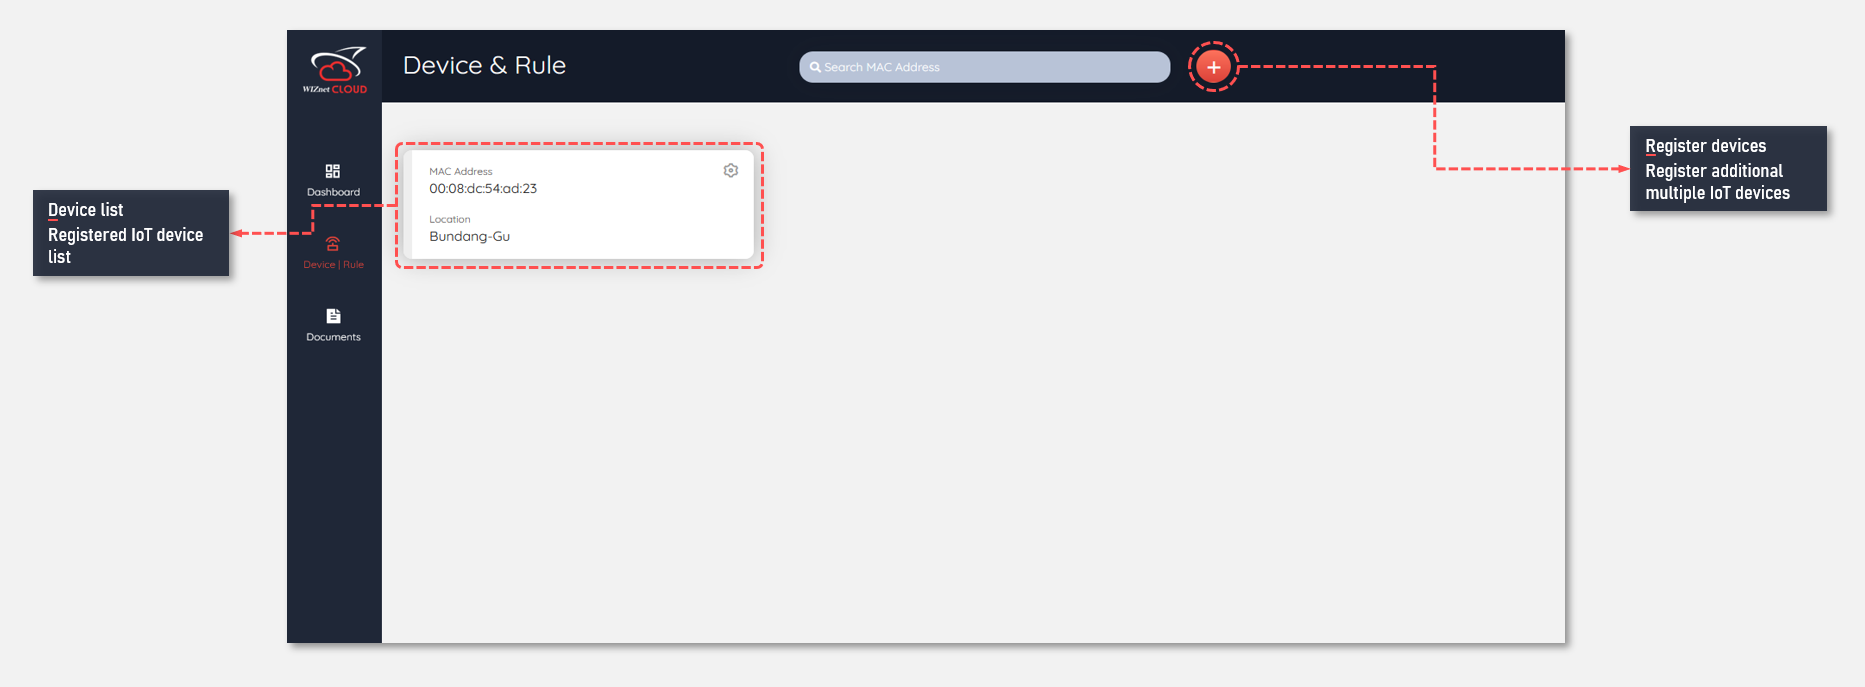 WIZnet CLOUD
Device & Rule
Search MAC Address
+
Dashboard
Device | Rule
Documents
MAC Address
00:08:dc:54:ad:23
Location
Bundang-Gu
Device list
Registered IoT device
list
Register devices
Register additional
multiple IoT devices